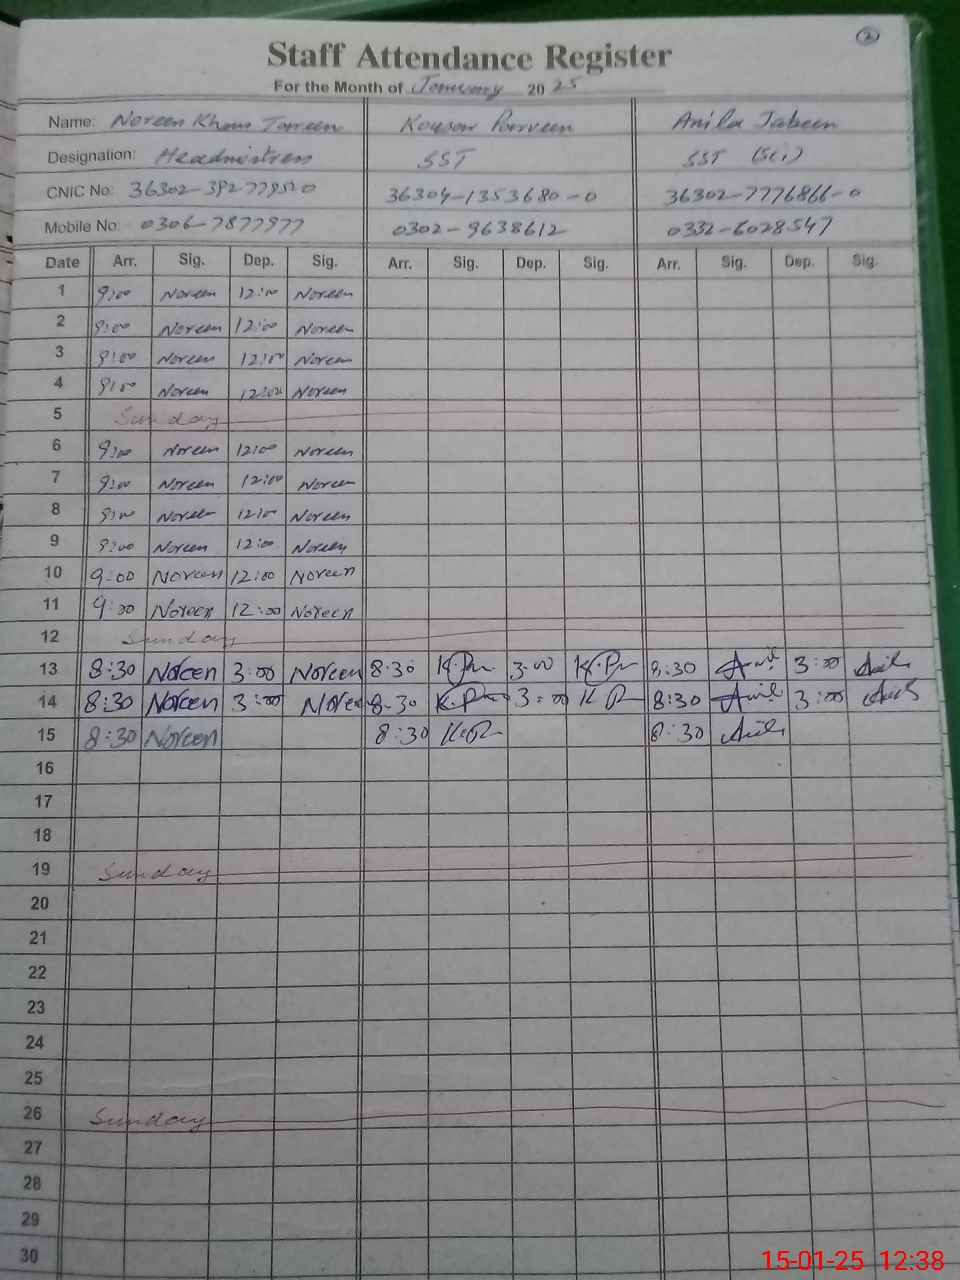 2
Staff Attendance Register
For the Month of January 2025
Name: Noreen Khan Tareen Kousar Parveen Anila Jabeen
Designation: Headmistress SST SST (Sci)
CNIC No: 36304-1353680-0 36302-7776866-0
Mobile No: 0306-7877977 0302-9638612 0332-6028547
Date Arr. Sig. Dep. Sig. Arr. Sig. Dep. Sig. Arr. Sig. Dep. Sig.
1 9:00 Noreen 12:00 Noreen
2 9:00 Noreen 12:00 Noreen
3 9:00 Noreen 12:00 Noreen
4 9:00 Noreen 12:00 Noreen
5 Sunday
6 9:00 Noreen 12:00 Noreen
7 9:00 Noreen 12:00 Noreen
8 9:00 Noreen 12:00 Noreen
9 9:00 Noreen 12:00 Noreen
10 9:00 Noreen 12:00 Noreen
11 9:00 Noreen 12:00 Noreen
12 Sunday
13 8:30 Noreen 3:00 Noreen 8:30 3:00 8:30 3:00
14 8:30 Noreen 3:00 Noreen 8:30 3:00 8:30 3:00
15 8:30 Noreen 8:30 8:30
16
17
18
19 Sunday
20
21
22
23
24
25
26 Sunday
27
28
29
30
15-01-25 12:38